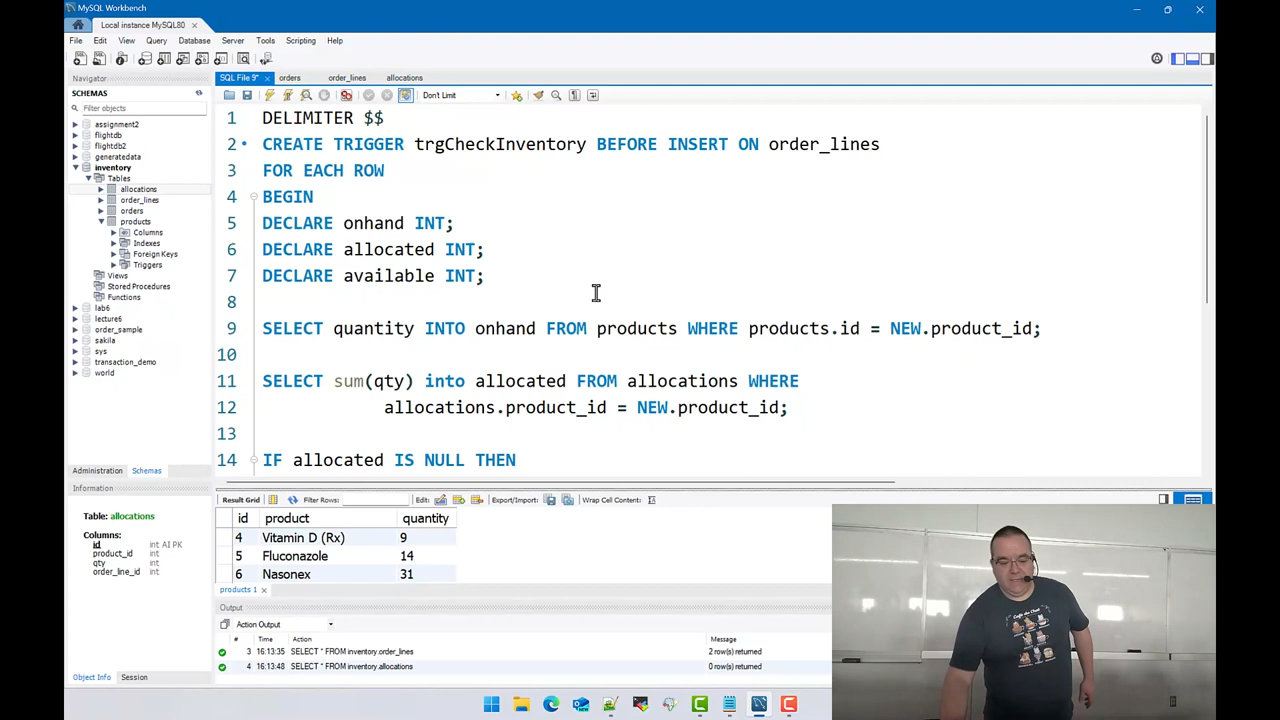 MySQL Workbench
Local instance MySQL80
File Edit View Query Database Server Tools Scripting Help
Navigator
SCHEMAS
Filter objects
assignment2
flightdb
flightdb2
generatedata
inventory
Tables
allocations
order_lines
orders
products
Columns
Indexes
Foreign Keys
Triggers
Views
Stored Procedures
Functions
lab6
lecture6
order_sample
sakila
sys
transaction_demo
world
Administration Schemas
Information
Table: allocations
Columns:
id int AI PK
product_id int
qty int
order_line_id int
Object Info Session
SQL File 9* orders order_lines allocations
Don't Limit
1 DELIMITER $$
2 CREATE TRIGGER trgCheckInventory BEFORE INSERT ON order_lines
3 FOR EACH ROW
4 BEGIN
5 DECLARE onhand INT;
6 DECLARE allocated INT;
7 DECLARE available INT;
8
9 SELECT quantity INTO onhand FROM products WHERE products.id = NEW.product_id;
10
11 SELECT sum(qty) into allocated FROM allocations WHERE
12 allocations.product_id = NEW.product_id;
13
14 IF allocated IS NULL THEN
Result Grid Filter Rows: Edit: Export/Import: Wrap Cell Content:
id product quantity
4 Vitamin D (Rx) 9
5 Fluconazole 14
6 Nasonex 31
products 1
Output
Action Output
# Time Action Message
3 16:13:35 SELECT * FROM inventory.order_lines 2 row(s) returned
4 16:13:48 SELECT * FROM inventory.allocations 0 row(s) returned